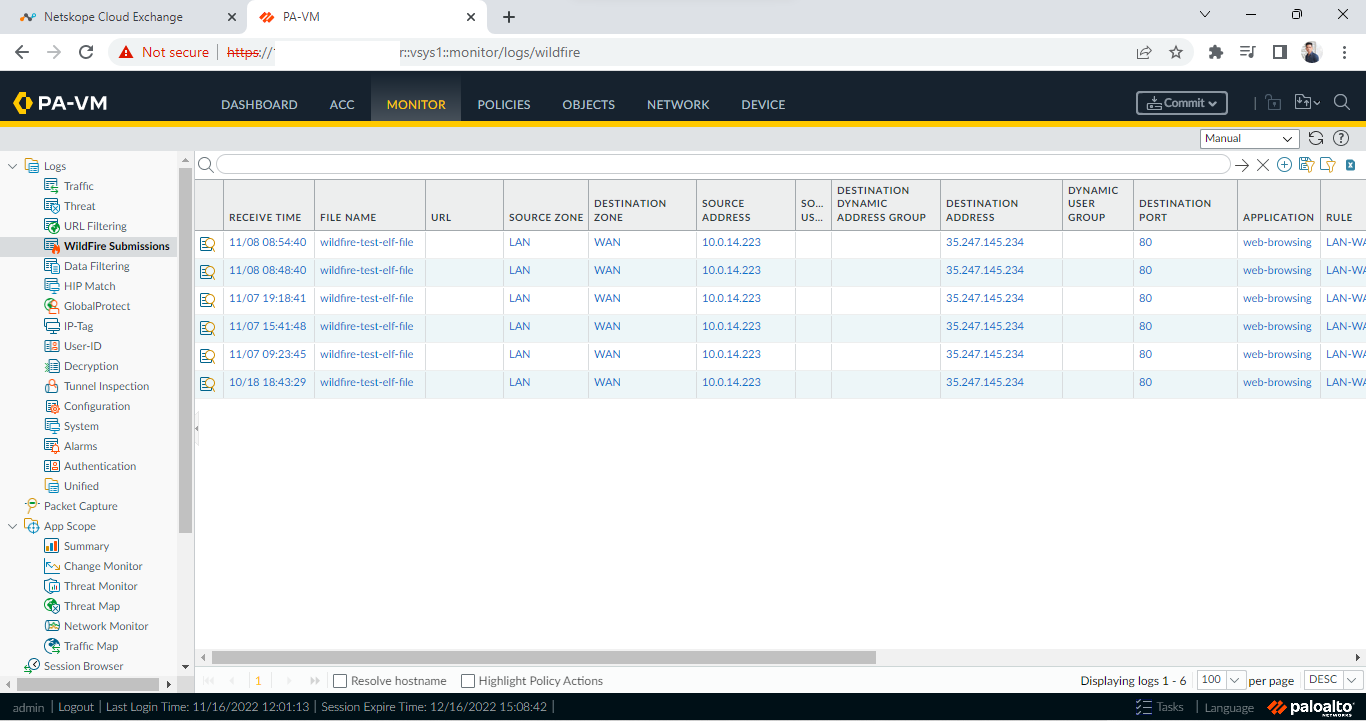 Netskope Cloud Exchange
PA-VM
Not secure
https://
r::vsys1::monitor/logs/wildfire
PA-VM
DASHBOARD
ACC
MONITOR
POLICIES
OBJECTS
NETWORK
DEVICE
Commit
Manual
Logs
Traffic
Threat
URL Filtering
WildFire Submissions
Data Filtering
HIP Match
GlobalProtect
IP-Tag
User-ID
Decryption
Tunnel Inspection
Configuration
System
Alarms
Authentication
Unified
Packet Capture
App Scope
Summary
Change Monitor
Threat Monitor
Threat Map
Network Monitor
Traffic Map
Session Browser
RECEIVE TIME
FILE NAME
URL
SOURCE ZONE
DESTINATION
ZONE
SOURCE
ADDRESS
SO...
US...
DESTINATION
DYNAMIC
ADDRESS GROUP
DESTINATION
ADDRESS
DYNAMIC
USER
GROUP
DESTINATION
PORT
APPLICATION
RULE
11/08 08:54:40 wildfire-test-elf-file LAN WAN 10.0.14.223 35.247.145.234 80 web-browsing LAN-WA
11/08 08:48:40 wildfire-test-elf-file LAN WAN 10.0.14.223 35.247.145.234 80 web-browsing LAN-WA
11/07 19:18:41 wildfire-test-elf-file LAN WAN 10.0.14.223 35.247.145.234 80 web-browsing LAN-WA
11/07 15:41:48 wildfire-test-elf-file LAN WAN 10.0.14.223 35.247.145.234 80 web-browsing LAN-WA
11/07 09:23:45 wildfire-test-elf-file LAN WAN 10.0.14.223 35.247.145.234 80 web-browsing LAN-WA
10/18 18:43:29 wildfire-test-elf-file LAN WAN 10.0.14.223 35.247.145.234 80 web-browsing LAN-WA
1
Resolve hostname
Highlight Policy Actions
Displaying logs 1 - 6
100
per page
DESC
admin | Logout | Last Login Time: 11/16/2022 12:01:13 | Session Expire Time: 12/16/2022 15:08:42 |
Tasks | Language
paloalto
NETWORKS